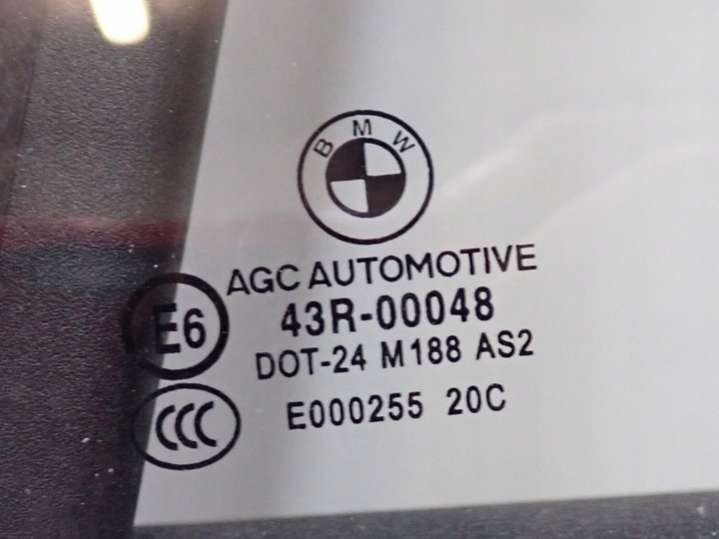 BMW
AGC AUTOMOTIVE
E6 43R-00048
DOT-24 M188 AS2
CCC E000255 20C